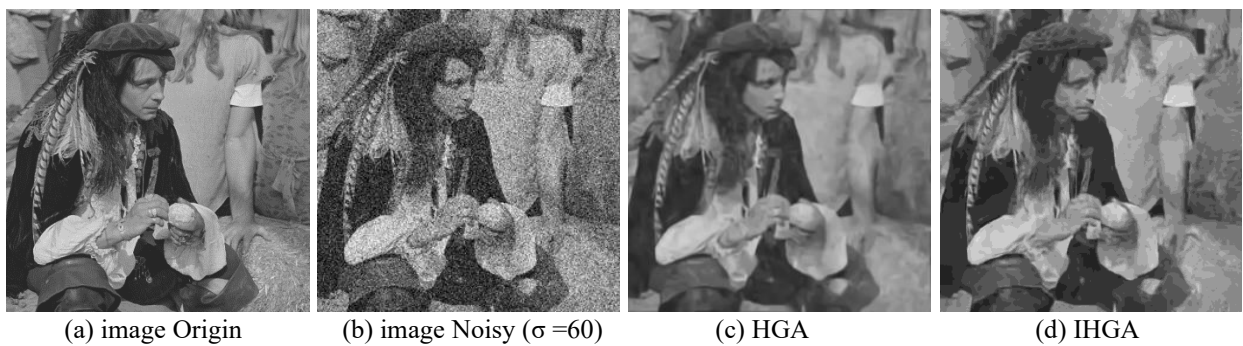 (a) image Origin
(b) image Noisy (σ =60)
(c) HGA
(d) IHGA